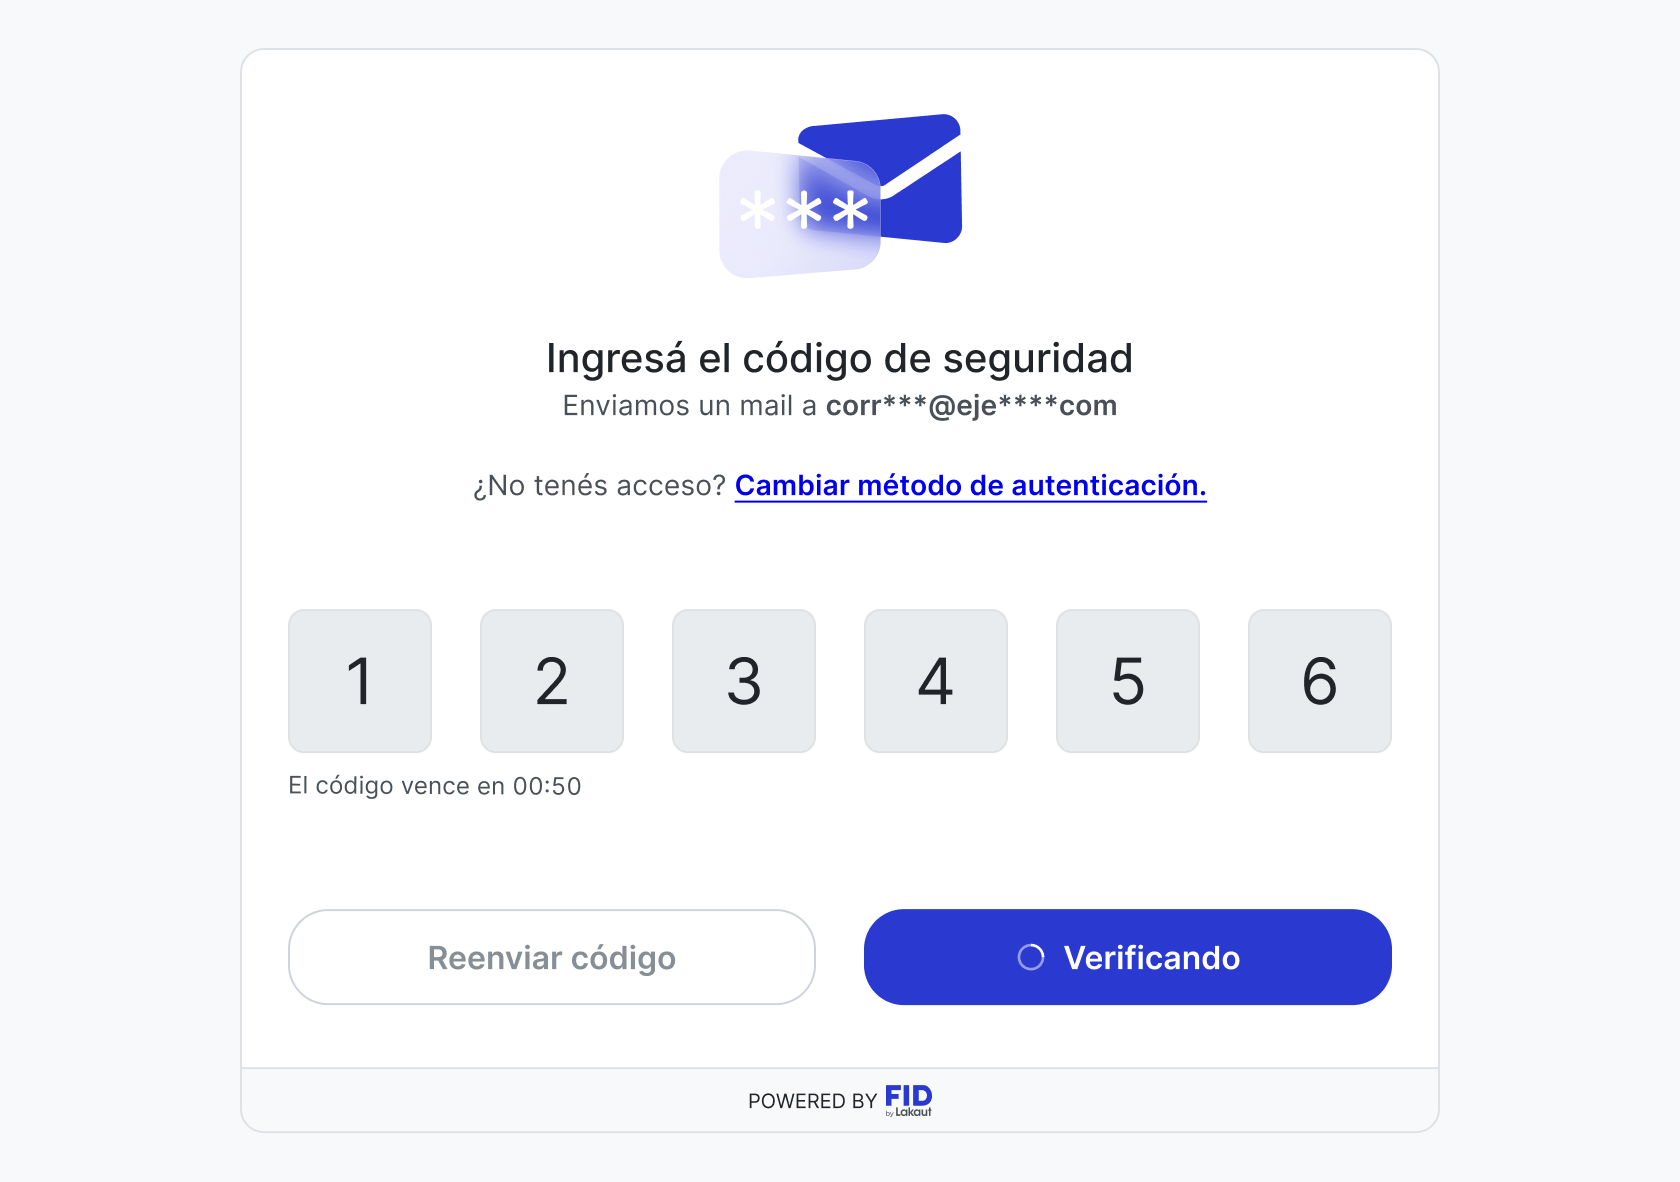 ***
Ingresá el código de seguridad
Enviamos un mail a corr***@eje****com
¿No tenés acceso? Cambiar método de autenticación.
1 2 3 4 5 6
El código vence en 00:50
Reenviar código
Verificando
POWERED BY FID
by Lakaut